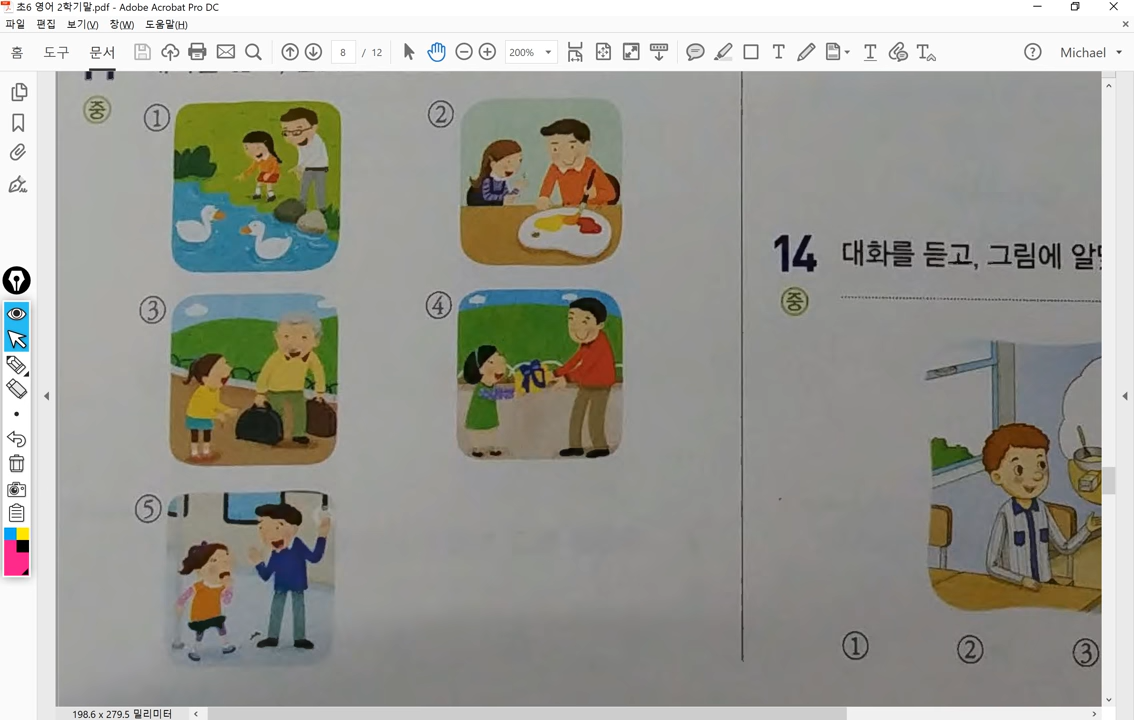 초6 영어 2학기말.pdf - Adobe Acrobat Pro DC
파일 편집 보기(V) 창(W) 도움말(H)
홈 도구 문서 8 / 12 200% Michael
중
①
②
③
④
⑤
14 대화를 듣고, 그림에
중
① ② ③
198.6 x 279.5 밀리미터